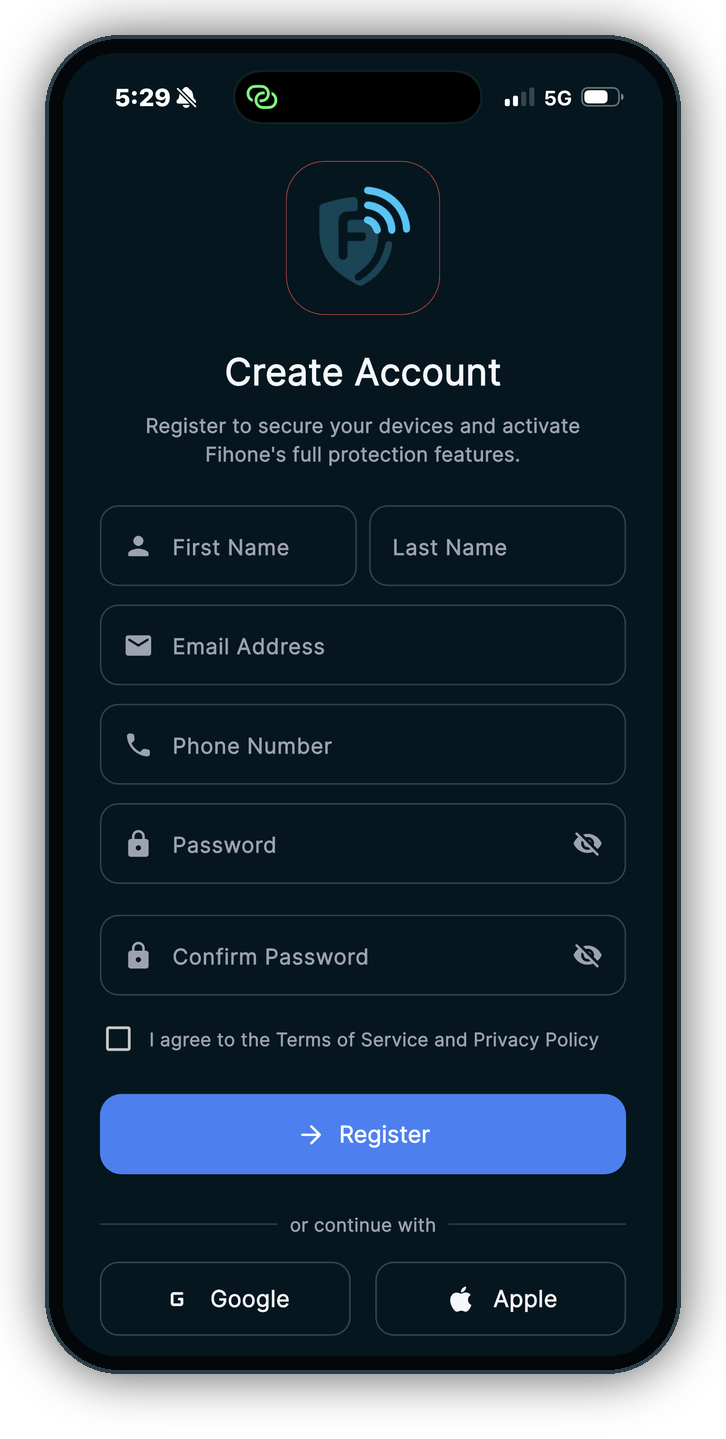 5:29 5G
F
Create Account
Register to secure your devices and activate
Fihone's full protection features.
First Name Last Name
Email Address
Phone Number
Password
Confirm Password
I agree to the Terms of Service and Privacy Policy
Register
or continue with
G Google Apple